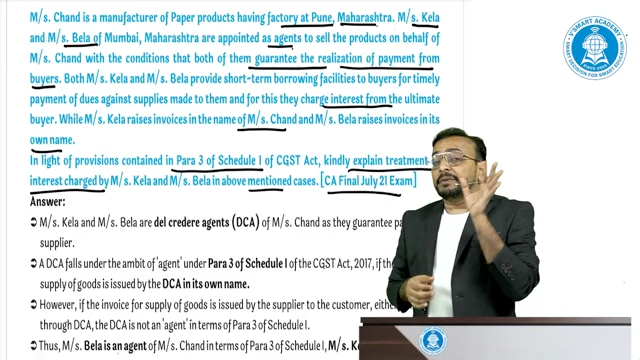 M/s. Chand is a manufacturer of Paper products having factory at Pune, Maharashtra. M/s. Kela
and M/s. Bela of Mumbai, Maharashtra are appointed as agents to sell the products on behalf of
M/s. Chand with the conditions that both of them guarantee the realization of payment from
buyers. Both M/s. Kela and M/s. Bela provide short-term borrowing facilities to buyers for timely
payment of dues against supplies made to them and for this they charge interest from the ultimate
buyer. While M/s. Kela raises invoices in the name of M/s. Chand and M/s. Bela raises invoices in its
own name.
In light of provisions contained in Para 3 of Schedule I of CGST Act, kindly explain treatment
interest charged by M/s. Kela and M/s. Bela in above mentioned cases. [CA Final July 21 Exam]
Answer:
➲ M/s. Kela and M/s. Bela are del credere agents (DCA) of M/s. Chand as they guarantee
supplier.
➲ A DCA falls under the ambit of agent under Para 3 of Schedule I of the CGST Act, 2017, if the
supply of goods is issued by the DCA in its own name.
➲ However, if the invoice for supply of goods is issued by the supplier to the customer,
through DCA, the DCA is not an agent in terms of Para 3 of Schedule I.
➲ Thus, M/s. Bela is an agent of M/s. Chand in terms of Para 3 of Schedule I, M/s.
V SMART ACADEMY